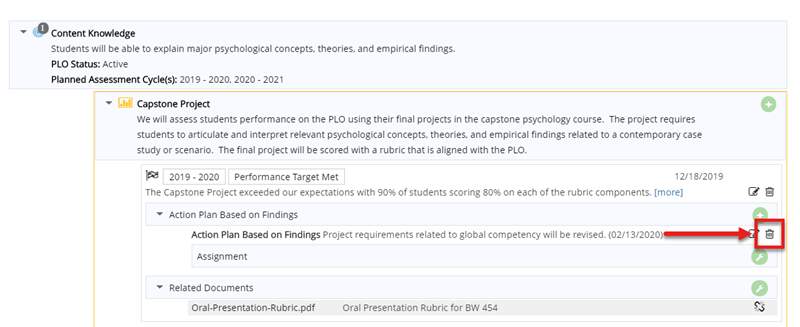 1
Content Knowledge
Students will be able to explain major psychological concepts, theories, and empirical findings.
PLO Status: Active
Planned Assessment Cycle(s): 2019 - 2020, 2020 - 2021
Capstone Project
We will assess students performance on the PLO using their final projects in the capstone psychology course. The project requires
students to articulate and interpret relevant psychological concepts, theories, and empirical findings related to a contemporary case
study or scenario. The final project will be scored with a rubric that is aligned with the PLO.
2019 - 2020 Performance Target Met 12/18/2019
The Capstone Project exceeded our expectations with 90% of students scoring 80% on each of the rubric components. [more]
Action Plan Based on Findings
Action Plan Based on Findings Project requirements related to global competency will be revised. (02/13/2020)
Assignment
Related Documents
Oral-Presentation-Rubric.pdf Oral Presentation Rubric for BW 454